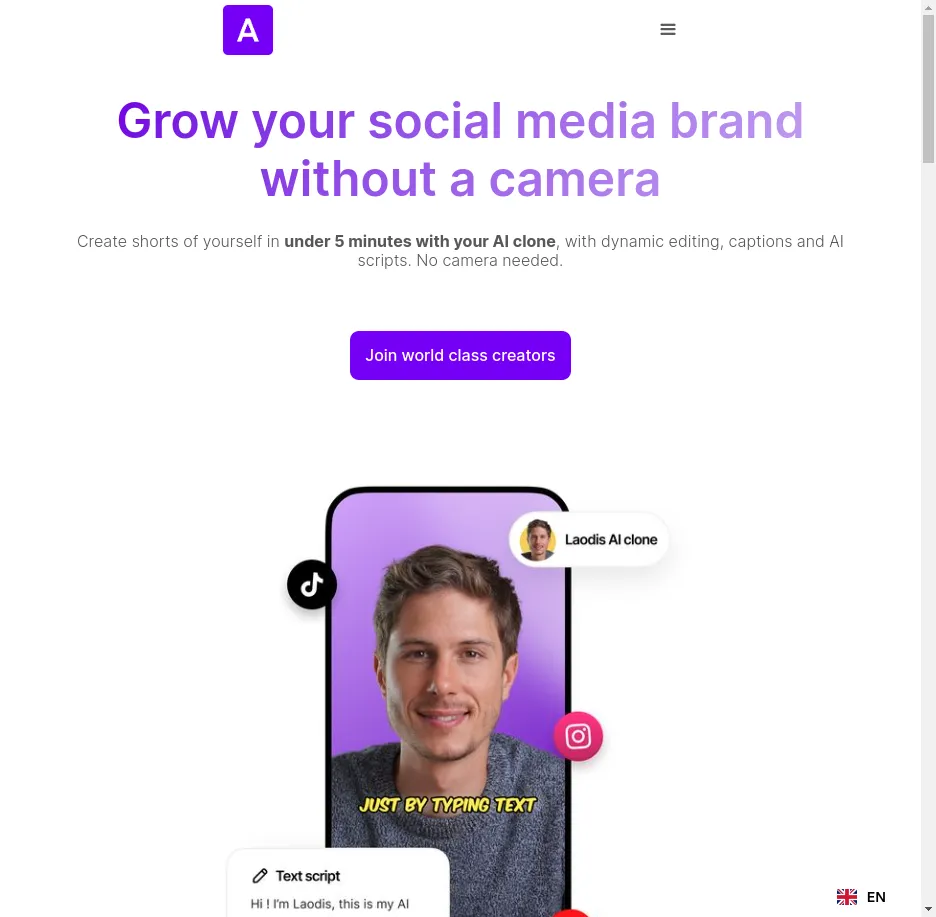 A
Grow your social media brand
without a camera
Create shorts of yourself in under 5 minutes with your AI clone, with dynamic editing, captions and AI
scripts. No camera needed.
Join world class creators
Laodis AI clone
JUST BY TYPING TEXT
Text script
Hi ! I'm Laodis, this is my AI
EN